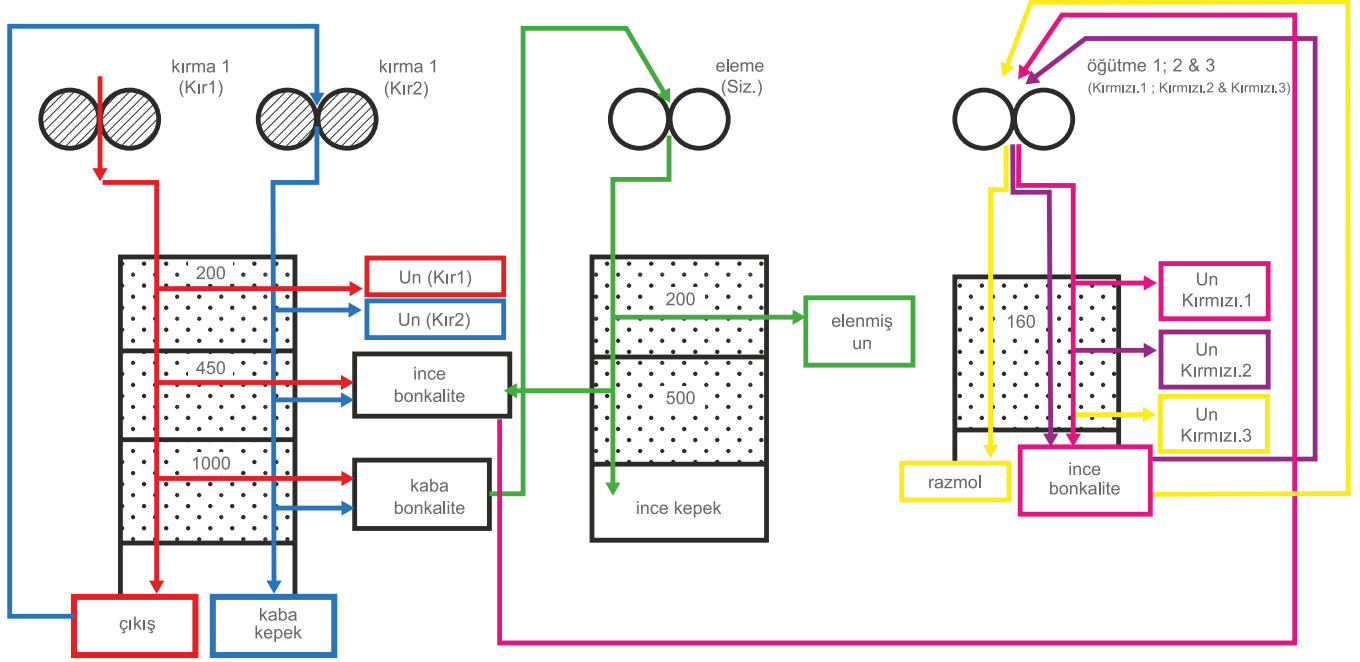 kırma 1
(Kır1)
kırma 1
(Kır2)
eleme
(Siz.)
öğütme 1; 2 & 3
(Kırmızı.1 ; Kırmızı.2 & Kırmızı.3)
200
450
1000
Un (Kır1)
Un (Kır2)
ince
bonkalite
kaba
bonkalite
çıkış
kaba
kepek
200
500
ince kepek
elenmiş
un
160
Un
Kırmızı.1
Un
Kırmızı.2
Un
Kırmızı.3
razmol
ince
bonkalite